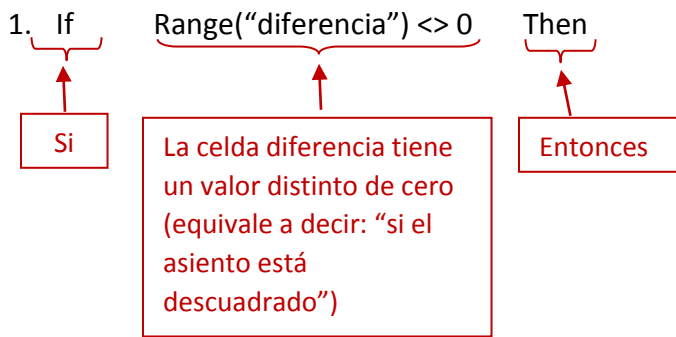 1. If Range(“diferencia”) <> 0 Then
Si
La celda diferencia tiene
un valor distinto de cero
(equivale a decir: “si el
asiento está
descuadrado”)
Entonces